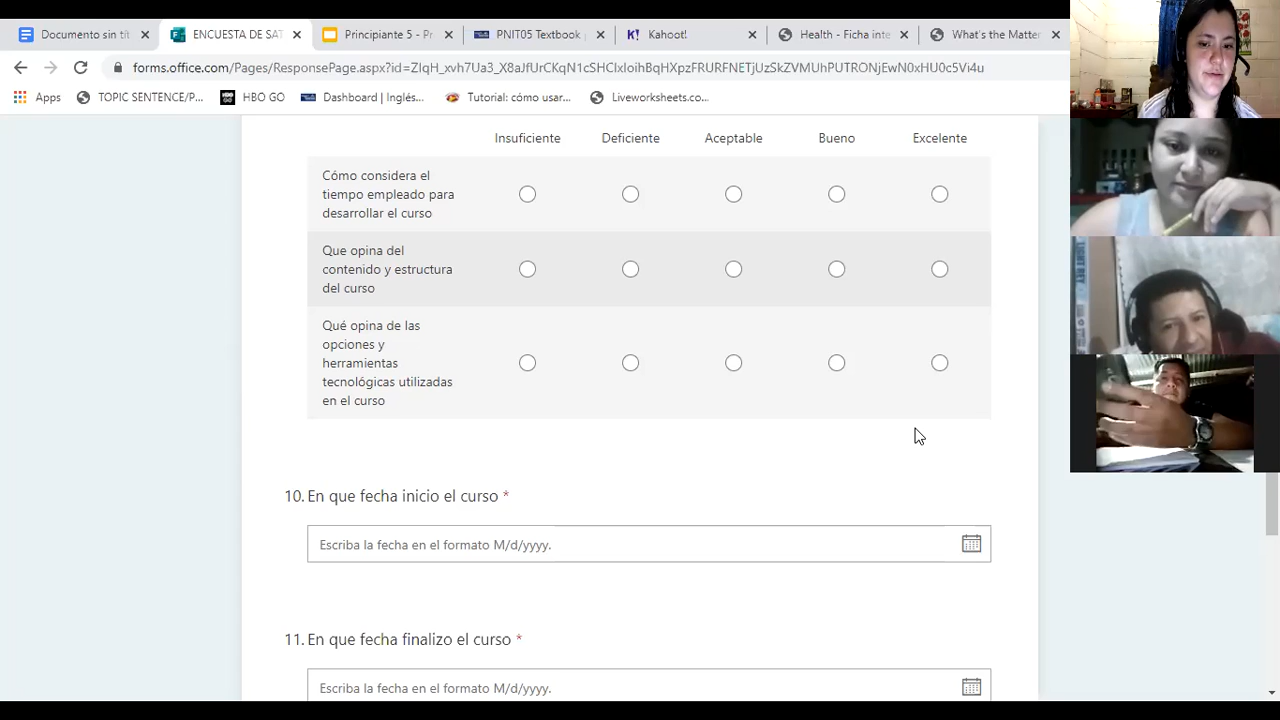 Documento sin tít
ENCUESTA DE SAT
Principiante 5 - Pr
PNIT05 Textbook
K! Kahoot!
Health - Ficha inte
What's the Matter
forms.office.com/Pages/ResponsePage.aspx?id=
Apps
TOPIC SENTENCE/P...
HBO GO
Dashboard | Inglés...
Tutorial: cómo usar...
Liveworksheets.co...
Insuficiente Deficiente Aceptable Bueno Excelente
Cómo considera el
tiempo empleado para
desarrollar el curso
Que opina del
contenido y estructura
del curso
Qué opina de las
opciones y
herramientas
tecnológicas utilizadas
en el curso
10. En que fecha inicio el curso *
Escriba la fecha en el formato M/d/yyyy.
11. En que fecha finalizo el curso *
Escriba la fecha en el formato M/d/yyyy.